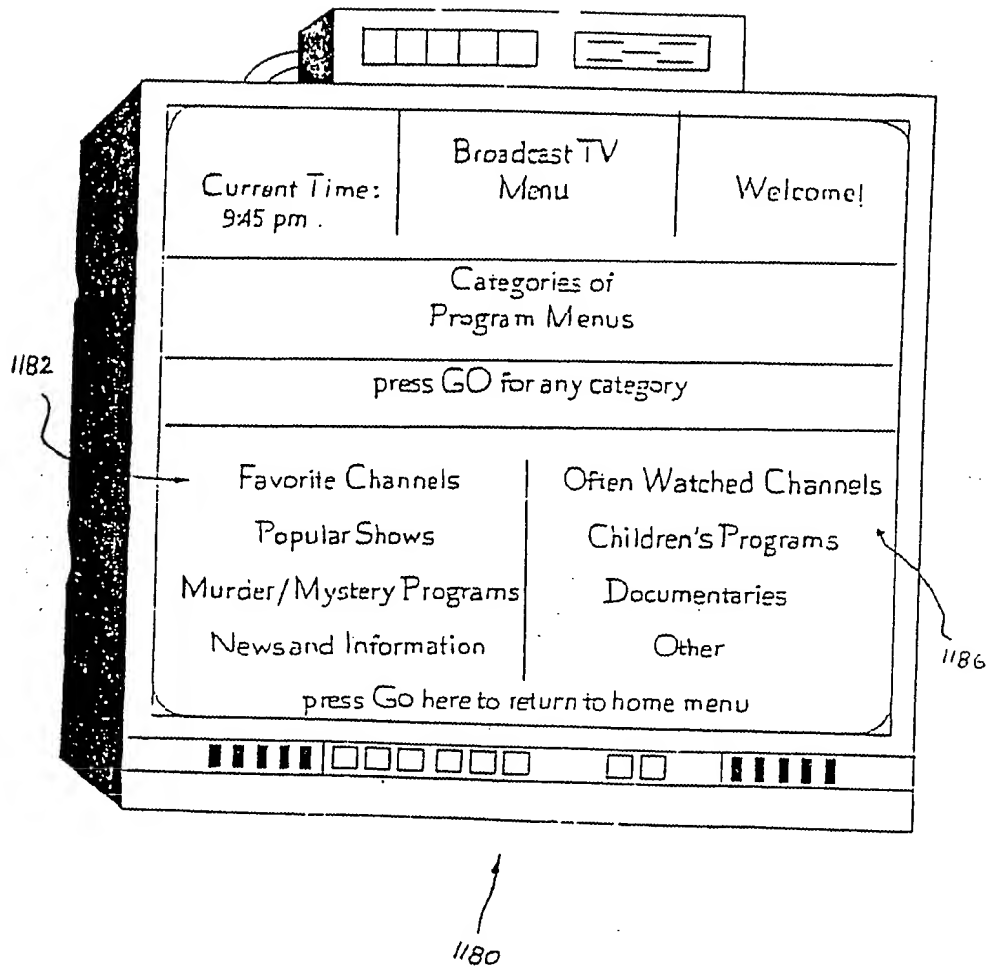 Broadcast TV
Menu
Current Time:
9:45 pm .
Welcome!
Categories of
Program Menus
press GO for any category
1182
Favorite Channels
Often Watched Channels
Popular Shows
Children's Programs
Murder/Mystery Programs
Documentaries
News and Information
Other
1186
press Go here to return to home menu
1180